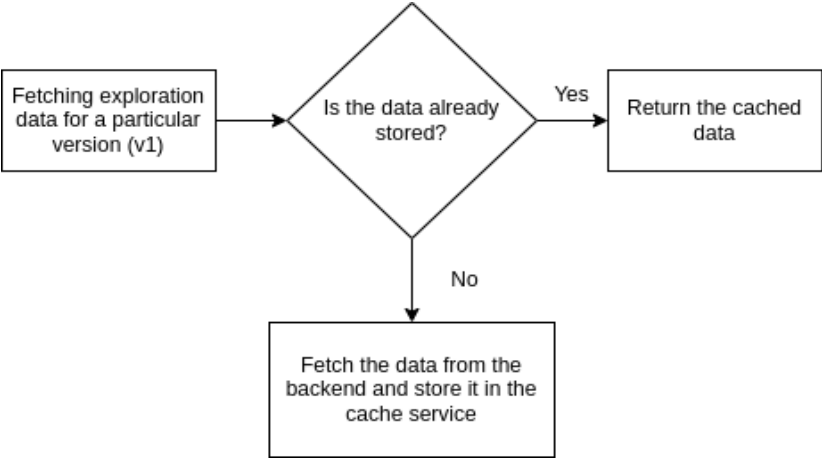 Fetching exploration
data for a particular
version (v1)
Is the data already
stored?
Yes
Return the cached
data
No
Fetch the data from the
backend and store it in the
cache service